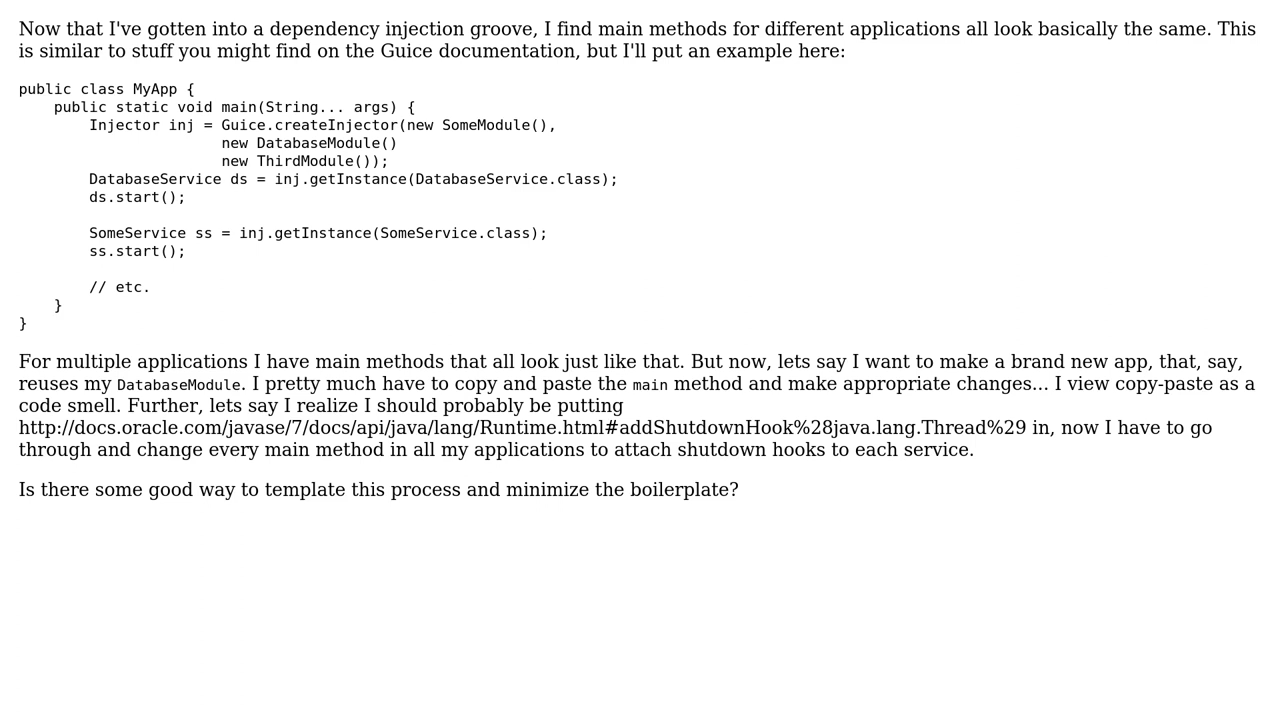 Now that I've gotten into a dependency injection groove, I find main methods for different applications all look basically the same. This
is similar to stuff you might find on the Guice documentation, but I'll put an example here:
public class MyApp {
    public static void main(String... args) {
        Injector inj = Guice.createInjector(new SomeModule(),
                       new DatabaseModule()
                       new ThirdModule());
        DatabaseService ds = inj.getInstance(DatabaseService.class);
        ds.start();

        SomeService ss = inj.getInstance(SomeService.class);
        ss.start();

        // etc.
    }
}
For multiple applications I have main methods that all look just like that. But now, lets say I want to make a brand new app, that, say,
reuses my DatabaseModule. I pretty much have to copy and paste the main method and make appropriate changes... I view copy-paste as a
code smell. Further, lets say I realize I should probably be putting
http://docs.oracle.com/javase/7/docs/api/java/lang/Runtime.html#addShutdownHook%28java.lang.Thread%29 in, now I have to go
through and change every main method in all my applications to attach shutdown hooks to each service.
Is there some good way to template this process and minimize the boilerplate?